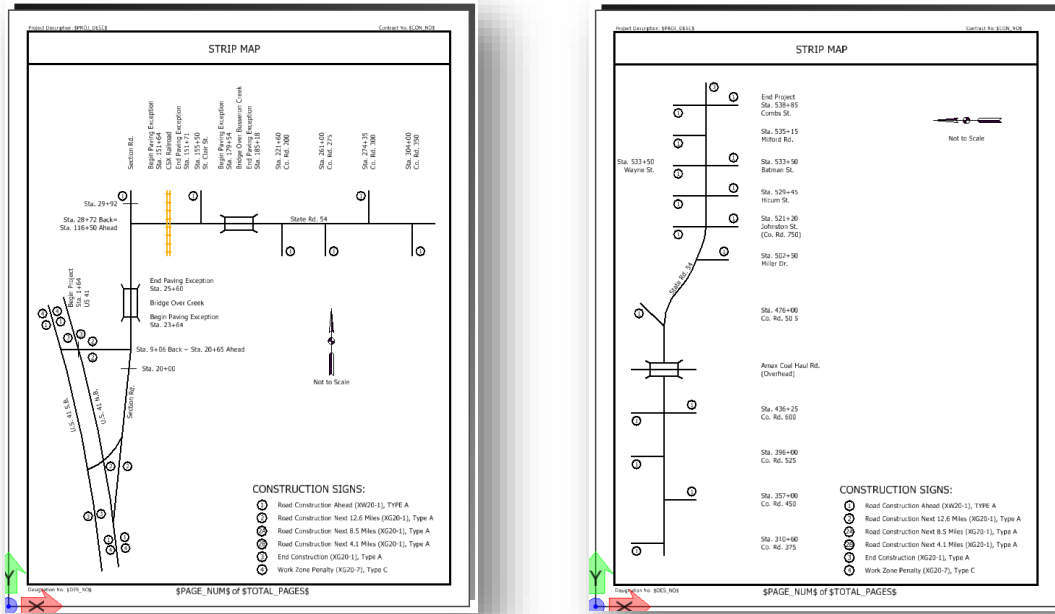 Project Description: $PROJ_DESC$
Contract No. $CON_NO$
STRIP MAP
Section Rd.
Begin Paving Exception
Sta. 151+64
CSX Railroad
End Paving Exception
Sta. 151+71
Sta. 155+50
St. Clair St.
Begin Paving Exception
Sta. 179+54
Bridge Over Busseron Creek
End Paving Exception
Sta. 185+18
Sta. 221+60
Co. Rd. 200
Sta. 261+00
Co. Rd. 275
Sta. 274+35
Co. Rd. 300
Sta. 304+00
Co. Rd. 350
Sta. 29+92
Sta. 28+72 Back=
Sta. 116+50 Ahead
State Rd. 54
Begin Project
Sta. 1+64
US 41
End Paving Exception
Sta. 25+60
Bridge Over Creek
Begin Paving Exception
Sta. 23+64
Sta. 9+06 Back = Sta. 20+65 Ahead
Sta. 20+00
Not to Scale
U.S. 41 S.B.
U.S. 41 N.B.
Section Rd.
CONSTRUCTION SIGNS:
1 Road Construction Ahead (XW20-1), TYPE A
2 Road Construction Next 12.6 Miles (XG20-1), Type A
2A Road Construction Next 8.5 Miles (XG20-1), Type A
2B Road Construction Next 4.1 Miles (XG20-1), Type A
3 End Construction (XG20-1), Type A
4 Work Zone Penalty (XG20-7), Type C
Designation No. $DES_NO$
$PAGE_NUM$ of $TOTAL_PAGES$
Y
X
Project Description: $PROJ_DESC$
Contract No. $CON_NO$
STRIP MAP
End Project
Sta. 538+85
Combs St.
Sta. 535+15
Milford Rd.
Sta. 533+50
Wayne St.
Sta. 533+50
Batman St.
Sta. 529+45
Hicum St.
Sta. 521+20
Johnston St.
(Co. Rd. 750)
Sta. 502+50
Miler Dr.
State Rd. 54
Sta. 476+00
Co. Rd. 50 S
Amax Coal Haul Rd.
(Overhead)
Sta. 436+25
Co. Rd. 600
Sta. 396+00
Co. Rd. 525
Sta. 357+00
Co. Rd. 450
Sta. 310+60
Co. Rd. 375
Not to Scale
CONSTRUCTION SIGNS:
1 Road Construction Ahead (XW20-1), TYPE A
2 Road Construction Next 12.6 Miles (XG20-1), Type A
2A Road Construction Next 8.5 Miles (XG20-1), Type A
2B Road Construction Next 4.1 Miles (XG20-1), Type A
3 End Construction (XG20-1), Type A
4 Work Zone Penalty (XG20-7), Type C
Designation No. $DES_NO$
$PAGE_NUM$ of $TOTAL_PAGES$
Y
X